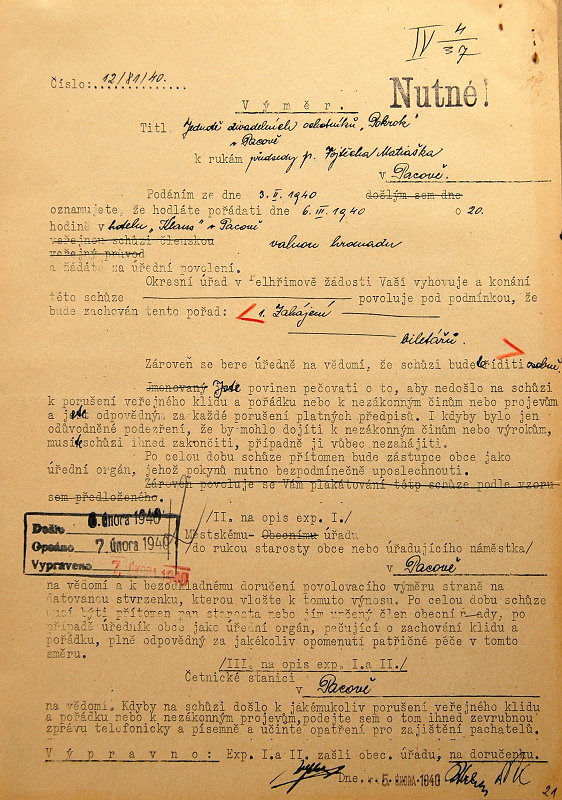 IV 4/37
Číslo: 12/81/40.
Nutné!
Výměr.
Titl. Jednotě divadelních ochotníků „Pokrok"
v Pacově
k rukám předsedy p. Vojtěcha Matiaška
v Pacově.
Podáním ze dne 3. II. 1940 došlým sem dne
oznamujete, že hodláte pořádati dne 6. III. 1940 o 20.
hodině v hotelu „Klaus" v Pacově
veřejnou schůzi členskou valnou hromadu
veřejný průvod
a žádáte za úřední povolení.
Okresní úřad v Pelhřimově žádosti Vaší vyhovuje a konání
této schůze povoluje pod podmínkou, že
bude zachován tento pořad: 1. Zahájení
biletářů.
Zároveň se bere úředně na vědomí, že schůzi budete říditi osobně.
Jmenovaný Jste povinen pečovati o to, aby nedošlo na schůzi
k porušení veřejného klidu a pořádku nebo k nezákonným činům nebo projevům
a jste odpovědným za každé porušení platných předpisů. I kdyby bylo jen
odůvodněné podezření, že by mohlo dojíti k nezákonným činům nebo výrokům,
musíte schůzi ihned zakončiti, případně ji vůbec nezahájiti.
Po celou dobu schůze přítomen bude zástupce obce jako
úřední orgán, jehož pokynů nutno bezpodmínečně uposlechnouti.
Zároveň povoluje se Vám plakátování této schůze podle vzoru
sem předloženého.
/II. na opis exp. I./
Došlo 6. února 1940
Opsáno 7. února 1940
Vypraveno 7. února 1940
Městskému Obecnímu úřadu
/do rukou starosty obce nebo úřadujícího náměstka/
v Pacově
na vědomí a k bezodkladnému doručení povolovacího výměru straně na
datovanou stvrzenku, kterou vložte k tomuto výnosu. Po celou dobu schůze
musí býti přítomen pan starosta nebo jím určený člen obecní rady, po
případě úředník obce jako úřední orgán, pečující o zachování klidu a
pořádku, plně odpovědný za jakékoliv opomenutí patřičné péče v tomto
směru.
/III. na opis exp. I. a II./
Četnické stanici
v Pacově
na vědomí. Kdyby na schůzi došlo k jakémukoliv porušení veřejného klidu
a pořádku nebo k nezákonným projevům, podejte sem o tom ihned zevrubnou
zprávu telefonicky a písemně a učiňte opatření pro zajištění pachatelů.
Výpravno: Exp. I. a II. zašli obec. úřadu, na doručenku.
Dne 5. února 1940
21